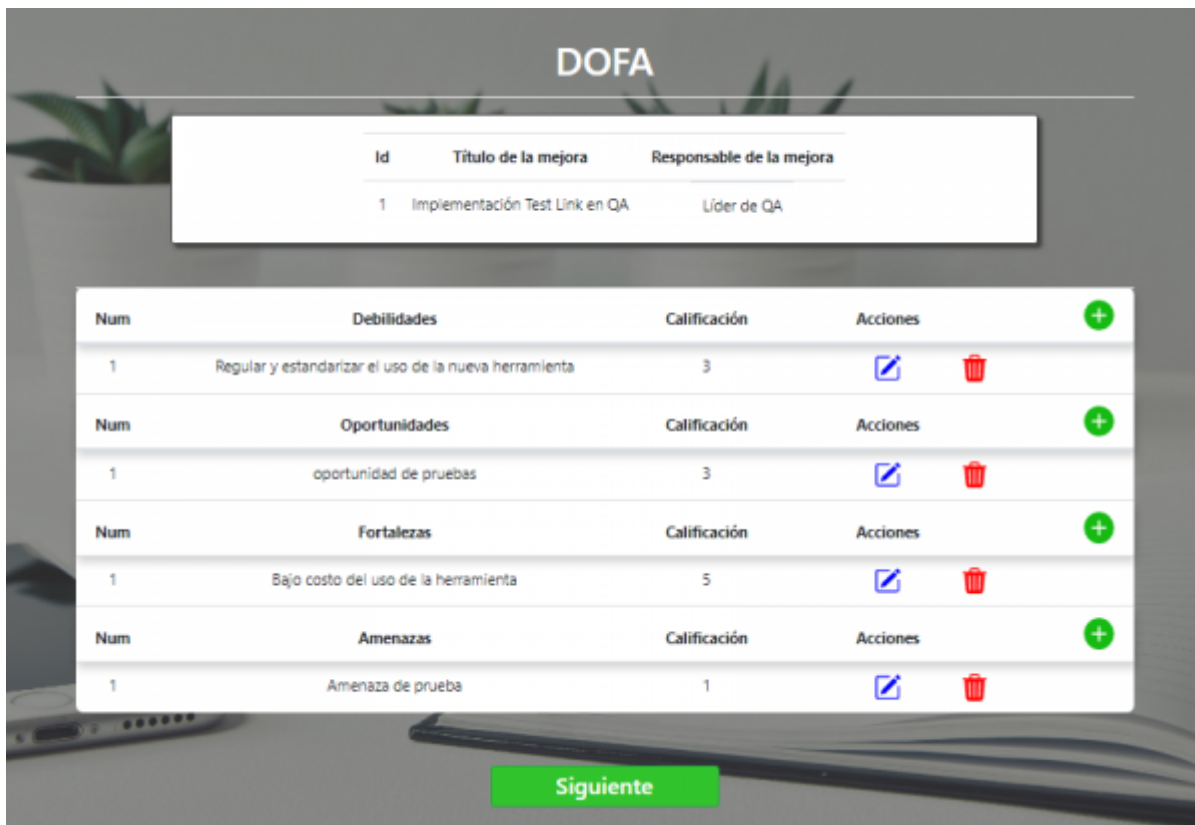 DOFA
Id Título de la mejora Responsable de la mejora
1 Implementación Test Link en QA Líder de QA
Num Debilidades Calificación Acciones
1 Regular y estandarizar el uso de la nueva herramienta 3
Num Oportunidades Calificación Acciones
1 oportunidad de pruebas 3
Num Fortalezas Calificación Acciones
1 Bajo costo del uso de la herramienta 5
Num Amenazas Calificación Acciones
1 Amenaza de prueba 1
Siguiente